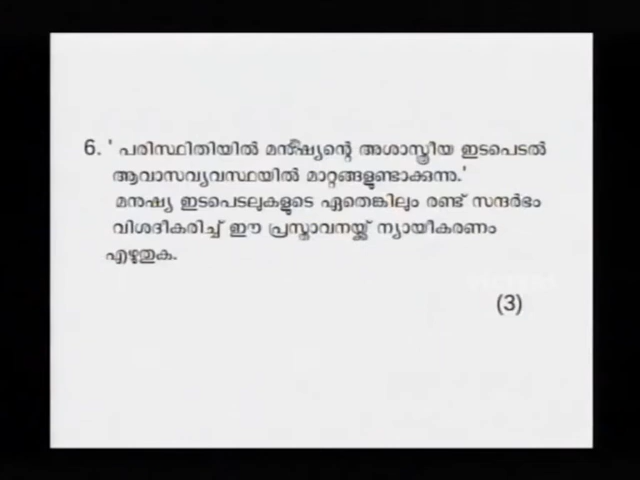 6. ' പരിസ്ഥിതിയിൽ മനുഷ്യന്റെ അശാസ്ത്രീയ ഇടപെടൽ
ആവാസവ്യവസ്ഥയിൽ മാറ്റങ്ങളുണ്ടാക്കുന്നു.'
മനുഷ്യ ഇടപെടലുകളുടെ ഏതെങ്കിലും രണ്ട് സന്ദർഭം
വിശദീകരിച്ച് ഈ പ്രസ്താവനയ്ക്ക് ന്യായീകരണം
എഴുതുക.
(3)